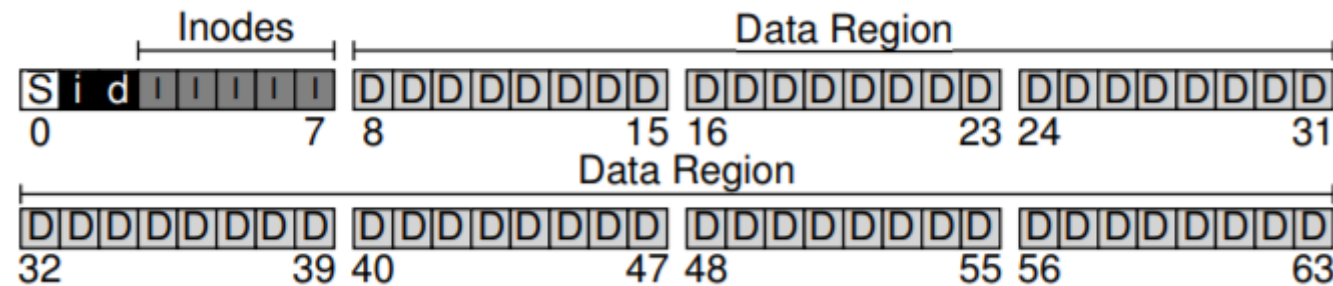 Inodes Data Region
S i d I I I I I D D D D D D D D D D D D D D D D D D D D D D D D
0 7 8 15 16 23 24 31
Data Region
D D D D D D D D D D D D D D D D D D D D D D D D D D D D D D D D
32 39 40 47 48 55 56 63